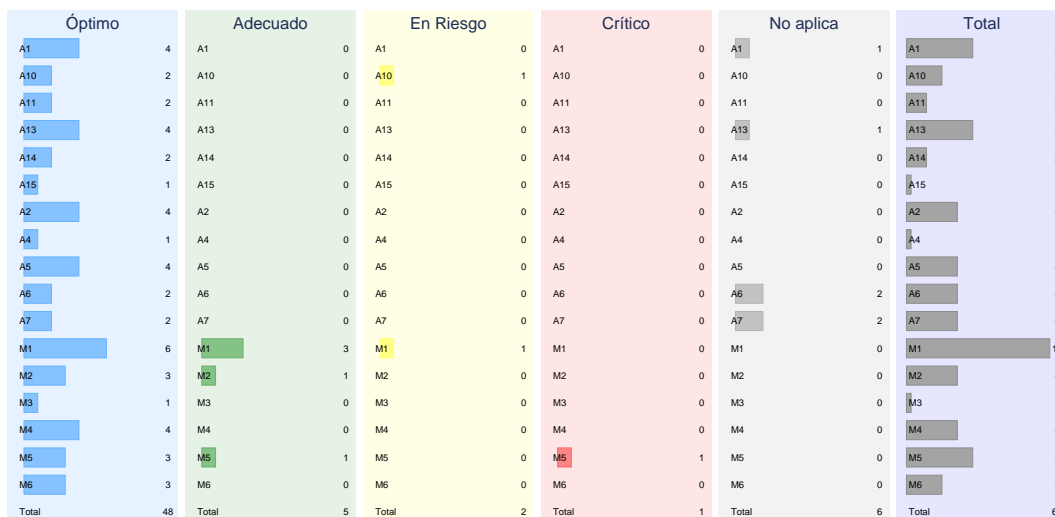 Óptimo Adecuado En Riesgo Crítico No aplica Total
A1 4 A1 0 A1 0 A1 0 A1 1 A1
A10 2 A10 0 A10 1 A10 0 A10 0 A10
A11 2 A11 0 A11 0 A11 0 A11 0 A11
A13 4 A13 0 A13 0 A13 0 A13 1 A13
A14 2 A14 0 A14 0 A14 0 A14 0 A14
A15 1 A15 0 A15 0 A15 0 A15 0 A15
A2 4 A2 0 A2 0 A2 0 A2 0 A2
A4 1 A4 0 A4 0 A4 0 A4 0 A4
A5 4 A5 0 A5 0 A5 0 A5 0 A5
A6 2 A6 0 A6 0 A6 0 A6 2 A6
A7 2 A7 0 A7 0 A7 0 A7 2 A7
M1 6 M1 3 M1 1 M1 0 M1 0 M1 1
M2 3 M2 1 M2 0 M2 0 M2 0 M2
M3 1 M3 0 M3 0 M3 0 M3 0 M3
M4 4 M4 0 M4 0 M4 0 M4 0 M4
M5 3 M5 1 M5 0 M5 1 M5 0 M5
M6 3 M6 0 M6 0 M6 0 M6 0 M6
Total 48 Total 5 Total 2 Total 1 Total 6 Total 6